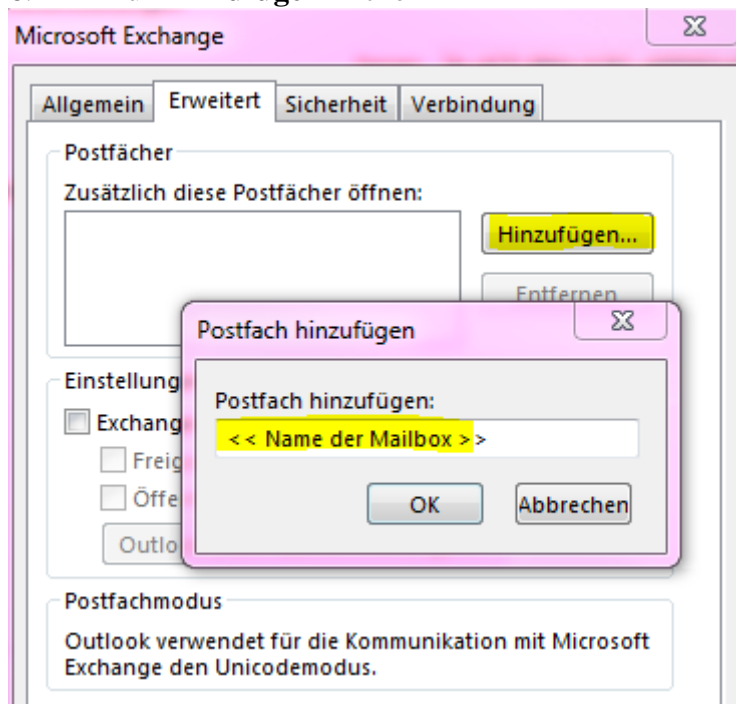 Microsoft Exchange
Allgemein Erweitert Sicherheit Verbindung
Postfächer
Zusätzlich diese Postfächer öffnen:
Hinzufügen...
Entfernen
Postfach hinzufügen
Einstellung
Postfach hinzufügen:
Exchang
<< Name der Mailbox >>
Freig
Öffe
OK Abbrechen
Outlo
Postfachmodus
Outlook verwendet für die Kommunikation mit Microsoft
Exchange den Unicodemodus.